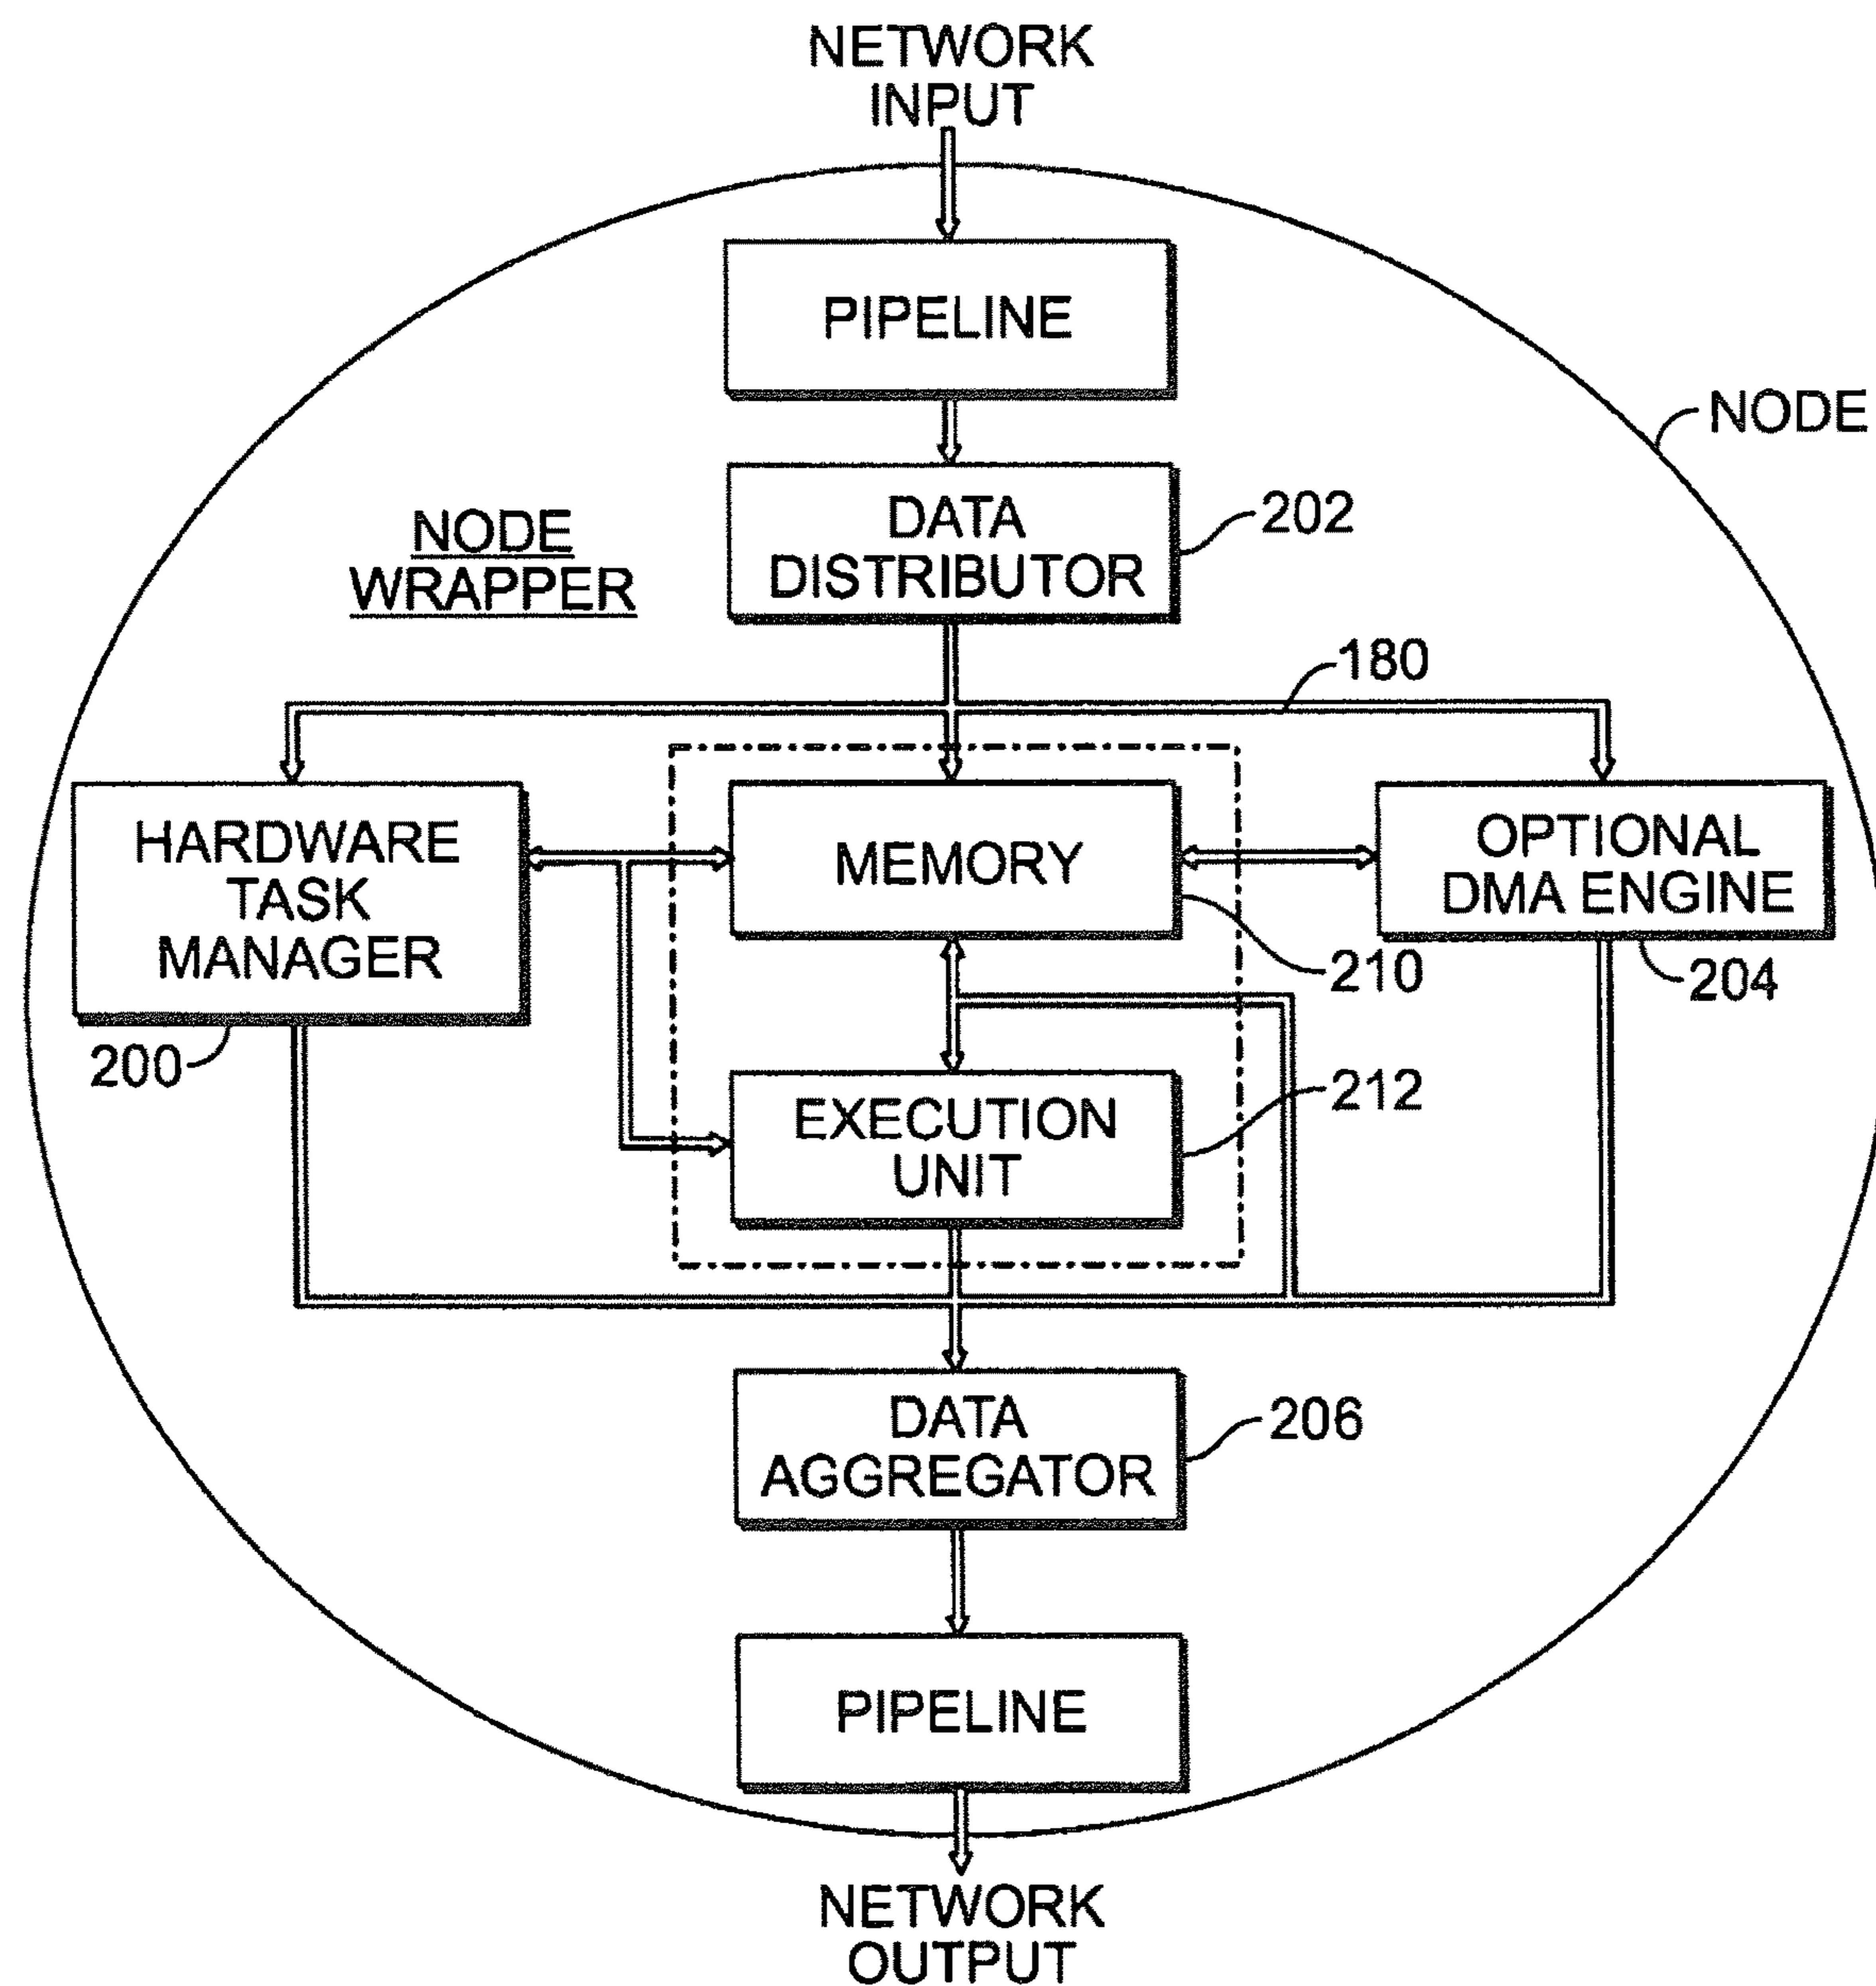 NETWORK
INPUT
PIPELINE
NODE
DATA
DISTRIBUTOR
202
NODE
WRAPPER
180
HARDWARE
TASK
MANAGER
200
MEMORY
210
OPTIONAL
DMA ENGINE
204
EXECUTION
UNIT
212
DATA
AGGREGATOR
206
PIPELINE
NETWORK
OUTPUT